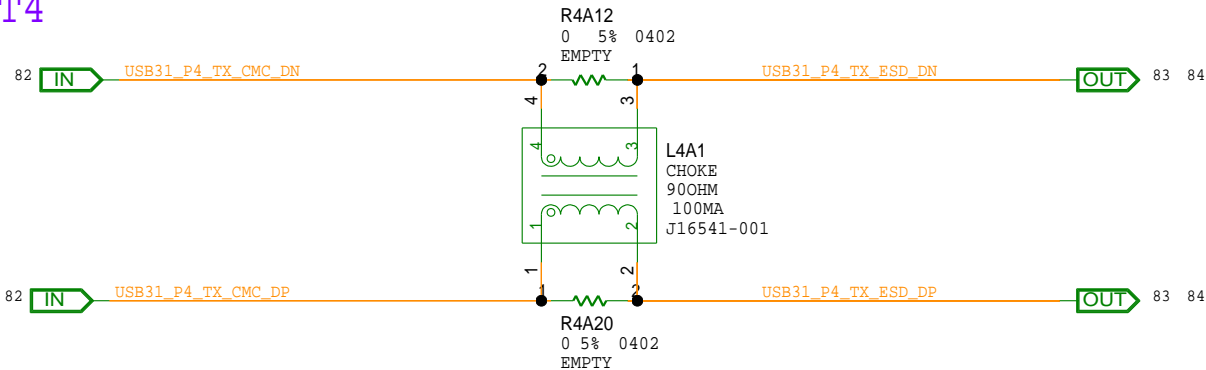 T4
R4A12
0 5% 0402
EMPTY
82 IN USB31_P4_TX_CMC_DN 2 1 USB31_P4_TX_ESD_DN OUT 83 84
4 3
4 3
L4A1
CHOKE
90OHM
100MA
J16541-001
1 2
1 2
82 IN USB31_P4_TX_CMC_DP 1 2 USB31_P4_TX_ESD_DP OUT 83 84
R4A20
0 5% 0402
EMPTY